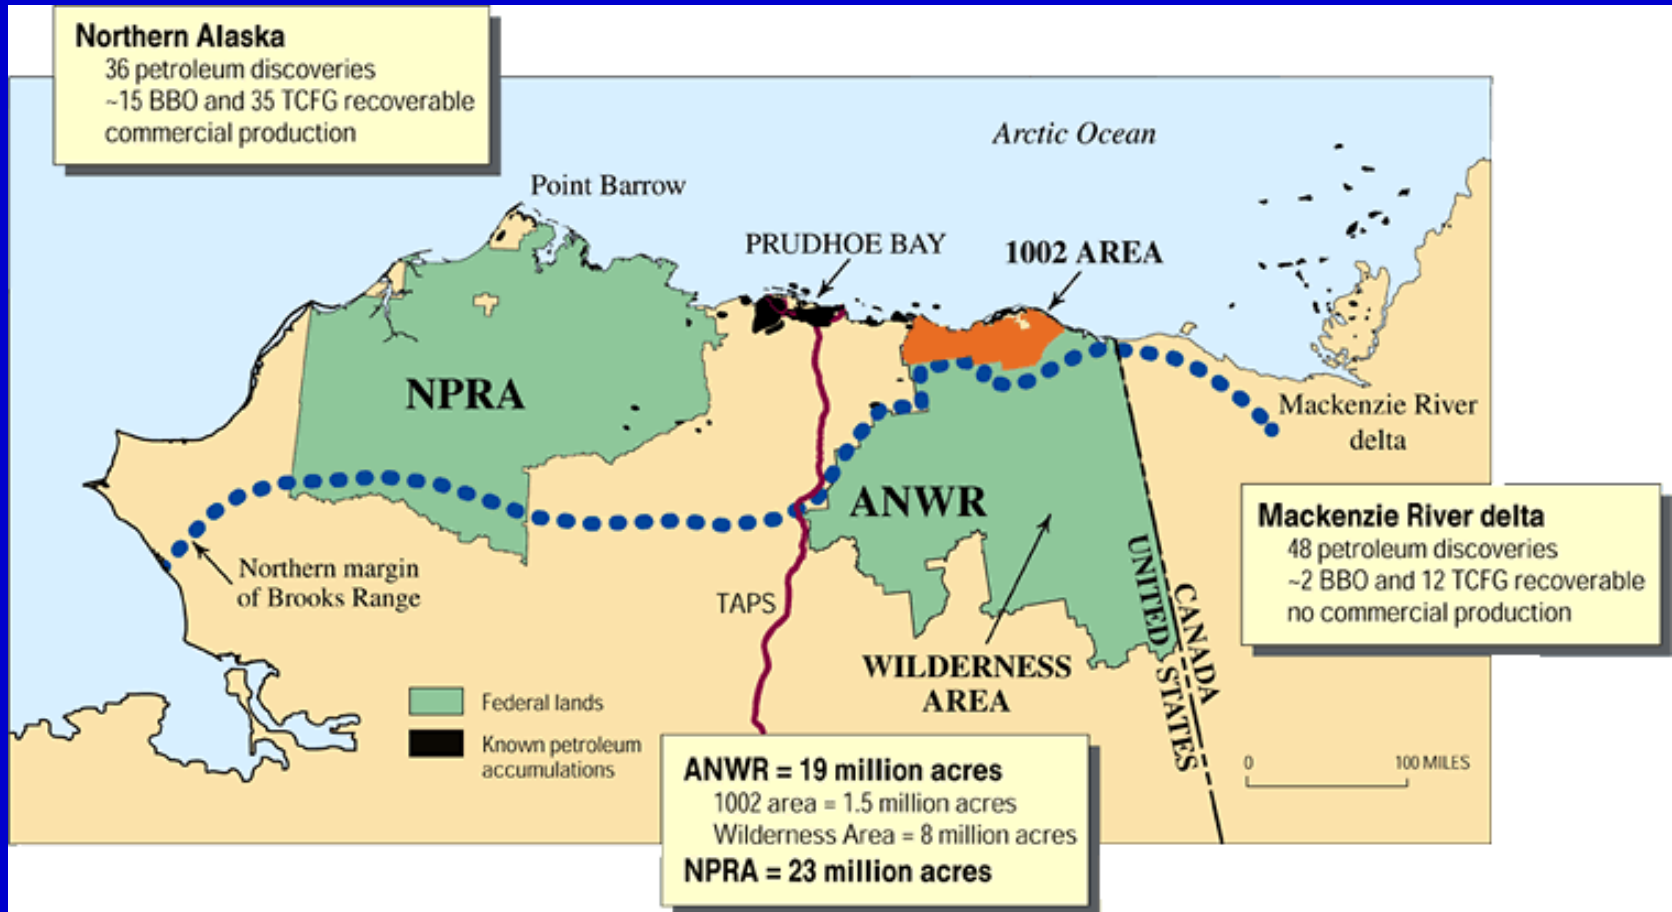 Northern Alaska
36 petroleum discoveries
~15 BBO and 35 TCFG recoverable
commercial production
Arctic Ocean
Point Barrow
PRUDHOE BAY
1002 AREA
NPRA
Mackenzie River
delta
ANWR
Mackenzie River delta
48 petroleum discoveries
~2 BBO and 12 TCFG recoverable
no commercial production
Northern margin
of Brooks Range
TAPS
UNITED STATES
CANADA
WILDERNESS
AREA
Federal lands
Known petroleum
accumulations
0 100 MILES
ANWR = 19 million acres
1002 area = 1.5 million acres
Wilderness Area = 8 million acres
NPRA = 23 million acres